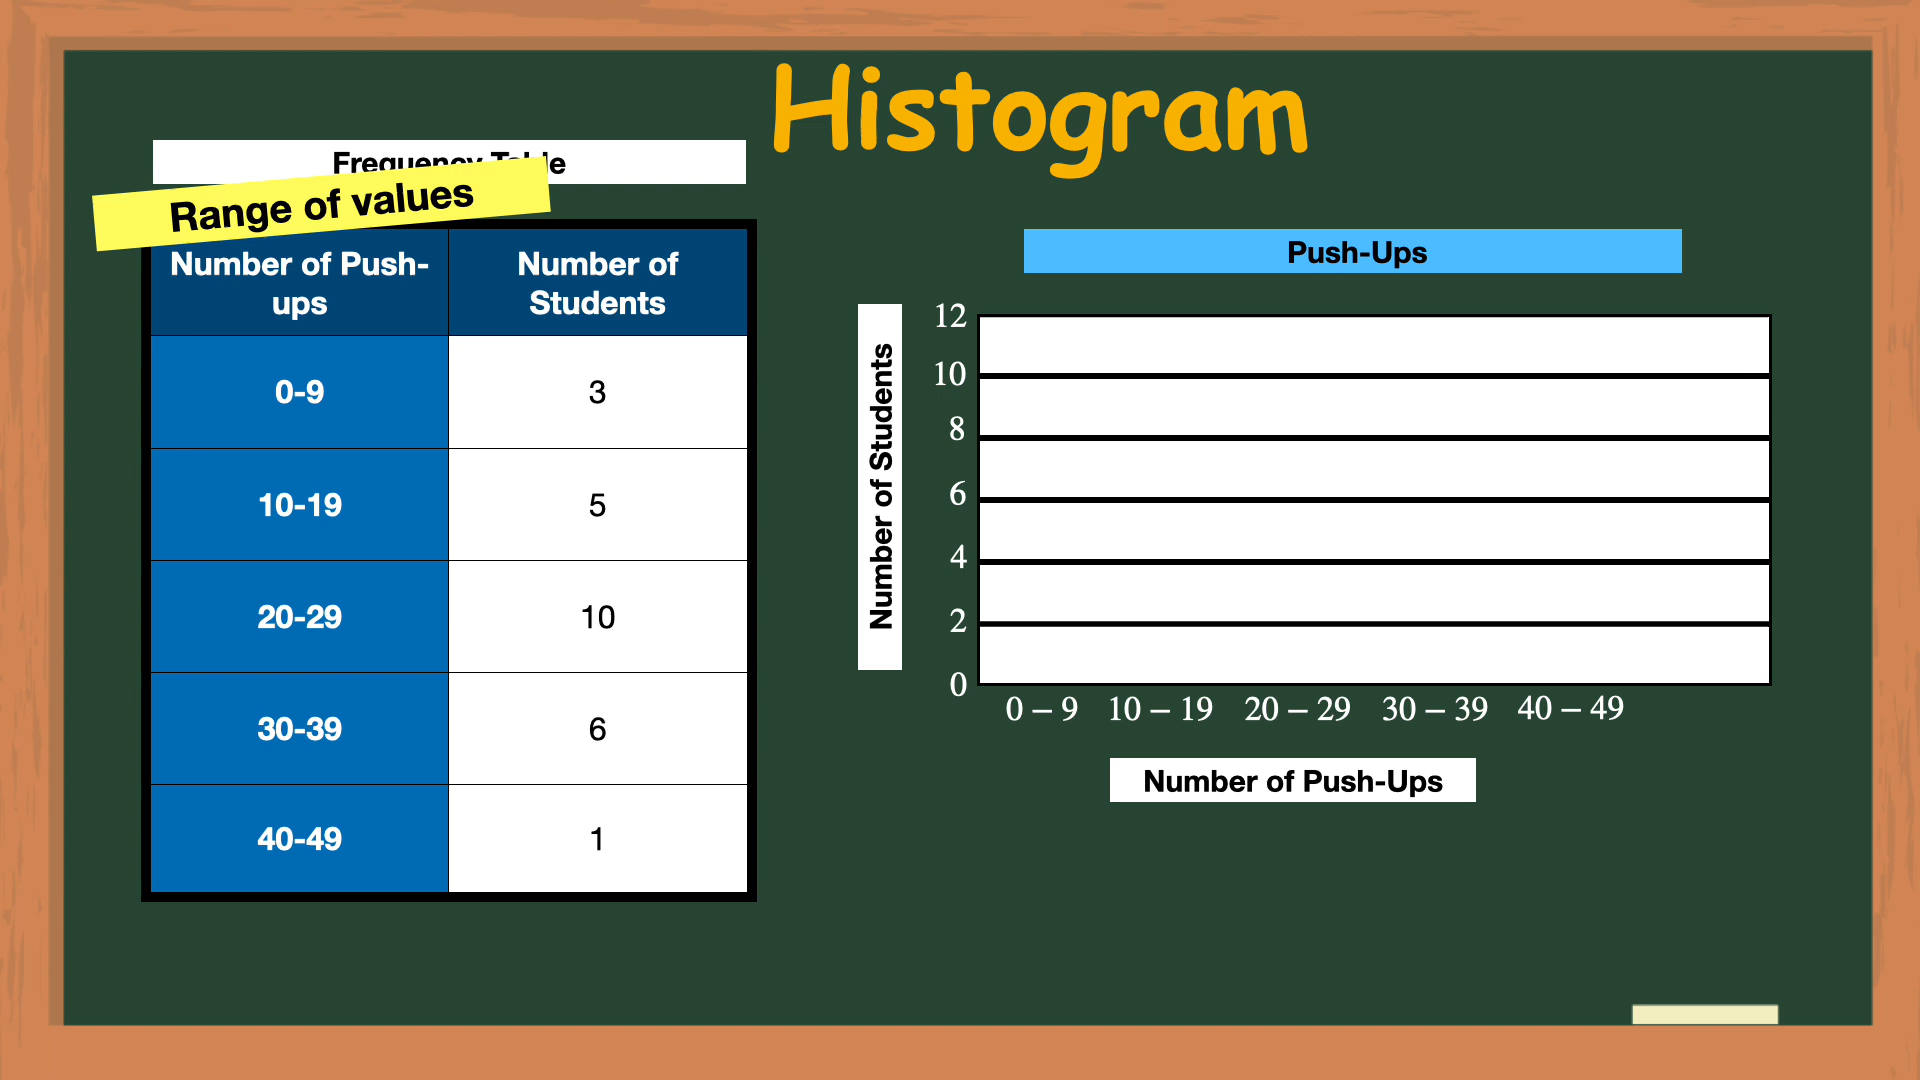 Histogram
Frequency Table
Range of values
Number of Push-
ups
Number of
Students
0-9
3
10-19
5
20-29
10
30-39
6
40-49
1
Push-Ups
Number of Students
12
10
8
6
4
2
0
0 – 9
10 – 19
20 – 29
30 – 39
40 – 49
Number of Push-Ups